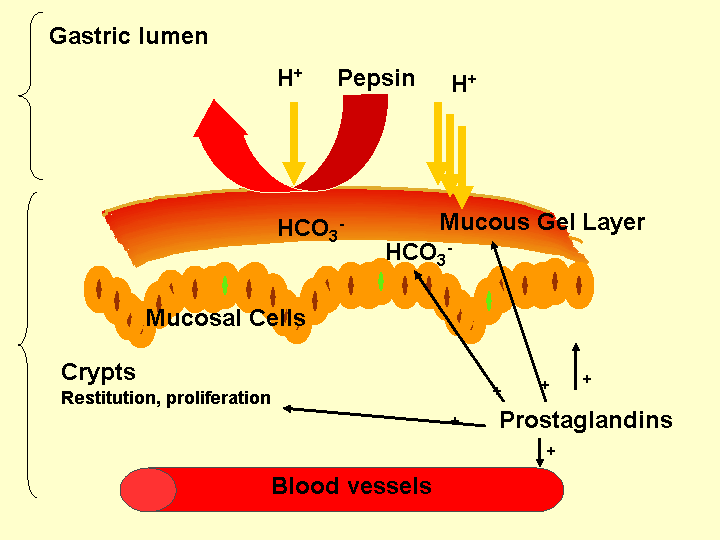 Gastric lumen
H+ Pepsin H+
HCO3-
Mucous Gel Layer
HCO3-
Mucosal Cells
Crypts
Restitution, proliferation
+ + +
+ Prostaglandins
+
Blood vessels